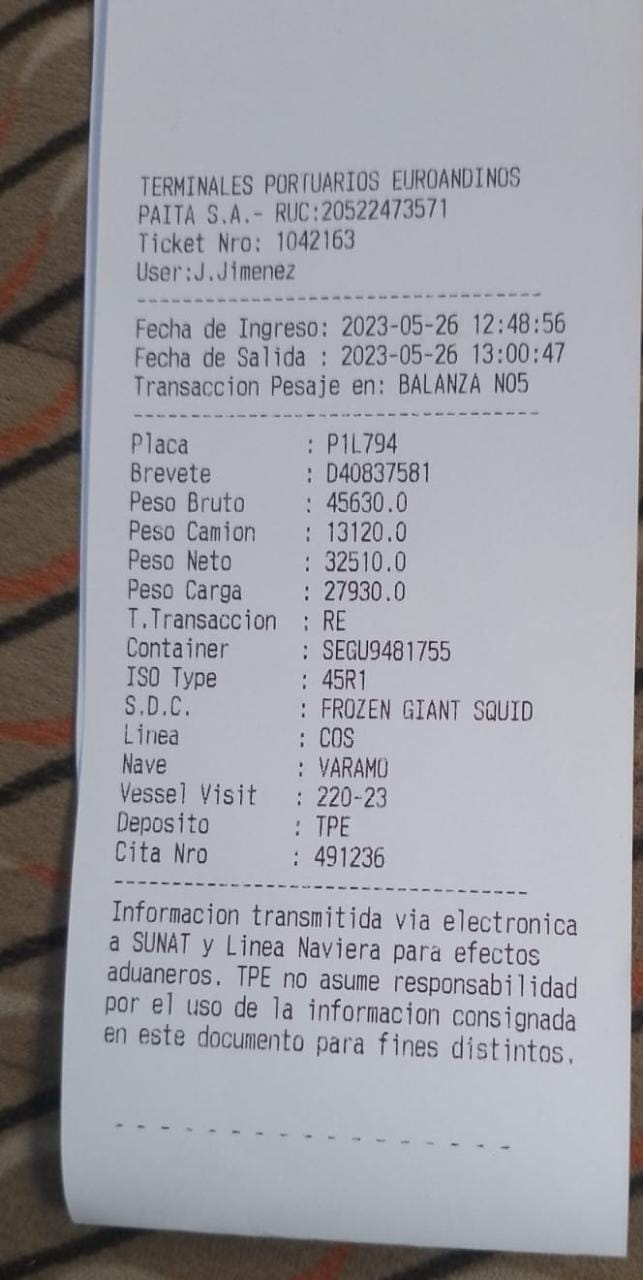 TERMINALES PORTUARIOS EUROANDINOS
PAITA S.A.- RUC:20522473571
Ticket Nro: 1042163
User:J.Jimenez
Fecha de Ingreso: 2023-05-26 12:48:56
Fecha de Salida : 2023-05-26 13:00:47
Transaccion Pesaje en: BALANZA NO5
Placa : P1L794
Brevete : D40837581
Peso Bruto : 45630.0
Peso Camion : 13120.0
Peso Neto : 32510.0
Peso Carga : 27930.0
T.Transaccion : RE
Container : SEGU9481755
ISO Type : 45R1
S.D.C. : FROZEN GIANT SQUID
Linea : COS
Nave : VARAMO
Vessel Visit : 220-23
Deposito : TPE
Cita Nro : 491236
Informacion transmitida via electronica
a SUNAT y Linea Naviera para efectos
aduaneros. TPE no asume responsabilidad
por el uso de la informacion consignada
en este documento para fines distintos.